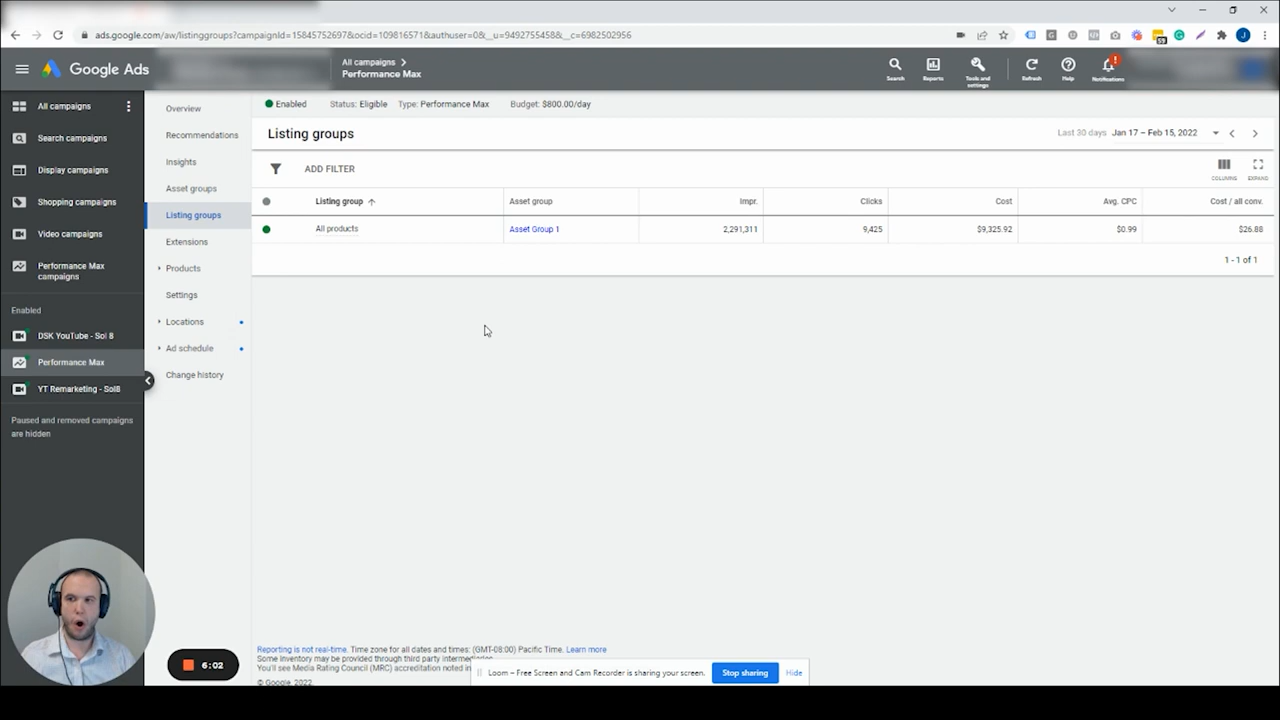 ads.google.com/aw/listinggroups?campaignId=15845752697&ocid=109816571&authuser=0&__u=9492755458&__c=6982502956
Google Ads
All campaigns
Performance Max
Search
Reports
Tools and
settings
Refresh
Help
!
Notifications
J
All campaigns
Search campaigns
Display campaigns
Shopping campaigns
Video campaigns
Performance Max
campaigns
Enabled
DSK YouTube - Sol 8
Performance Max
YT Remarketing - Sol8
Paused and removed campaigns
are hidden
Overview
Recommendations
Insights
Asset groups
Listing groups
Extensions
Products
Settings
Locations
Ad schedule
Change history
Enabled Status: Eligible Type: Performance Max Budget: $800.00/day
Listing groups
Last 30 days Jan 17 – Feb 15, 2022
ADD FILTER
COLUMNS
EXPAND
Listing group Asset group Impr. Clicks Cost Avg. CPC Cost / all conv.
All products Asset Group 1 2,291,311 9,425 $9,325.92 $0.99 $26.88
1 - 1 of 1
6:02
Reporting is not real-time. Time zone for all dates and times: (GMT-08:00) Pacific Time. Learn more
Some inventory may be provided through third party intermediaries.
You'll see Media Rating Council (MRC) accreditation noted in
© Google, 2022.
Loom – Free Screen and Cam Recorder is sharing your screen.
Stop sharing
Hide